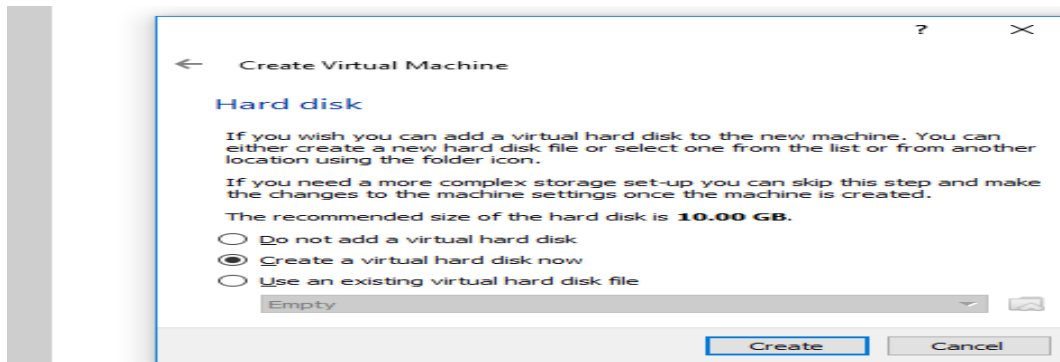 ?
Create Virtual Machine
Hard disk
If you wish you can add a virtual hard disk to the new machine. You can
either create a new hard disk file or select one from the list or from another
location using the folder icon.
If you need a more complex storage set-up you can skip this step and make
the changes to the machine settings once the machine is created.
The recommended size of the hard disk is 10.00 GB.
Do not add a virtual hard disk
Create a virtual hard disk now
Use an existing virtual hard disk file
Empty
Create Cancel